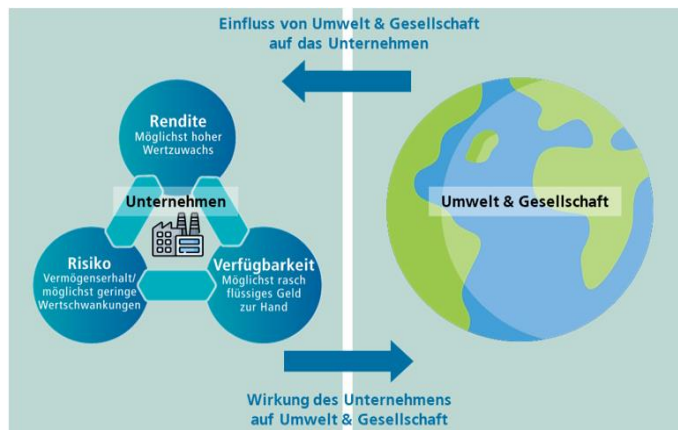 Einfluss von Umwelt & Gesellschaft
auf das Unternehmen
Rendite
Möglichst hoher
Wertzuwachs
Unternehmen
Risiko
Vermögenserhalt/
möglichst geringe
Wertschwankungen
Verfügbarkeit
Möglichst rasch
flüssiges Geld
zur Hand
Umwelt & Gesellschaft
Wirkung des Unternehmens
auf Umwelt & Gesellschaft